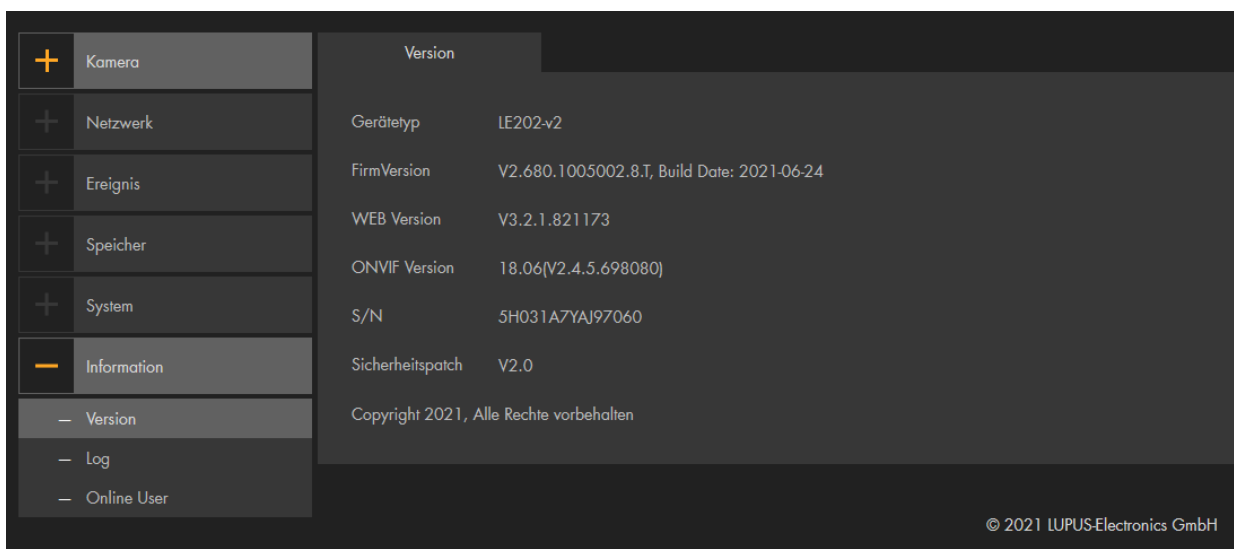 Kamera
Netzwerk
Ereignis
Speicher
System
Information
– Version
– Log
– Online User
Version
Gerätetyp LE202-v2
FirmVersion V2.680.1005002.8.T, Build Date: 2021-06-24
WEB Version V3.2.1.821173
ONVIF Version 18.06(V2.4.5.698080)
S/N 5H031A7YAJ97060
Sicherheitspatch V2.0
Copyright 2021, Alle Rechte vorbehalten
© 2021 LUPUS-Electronics GmbH